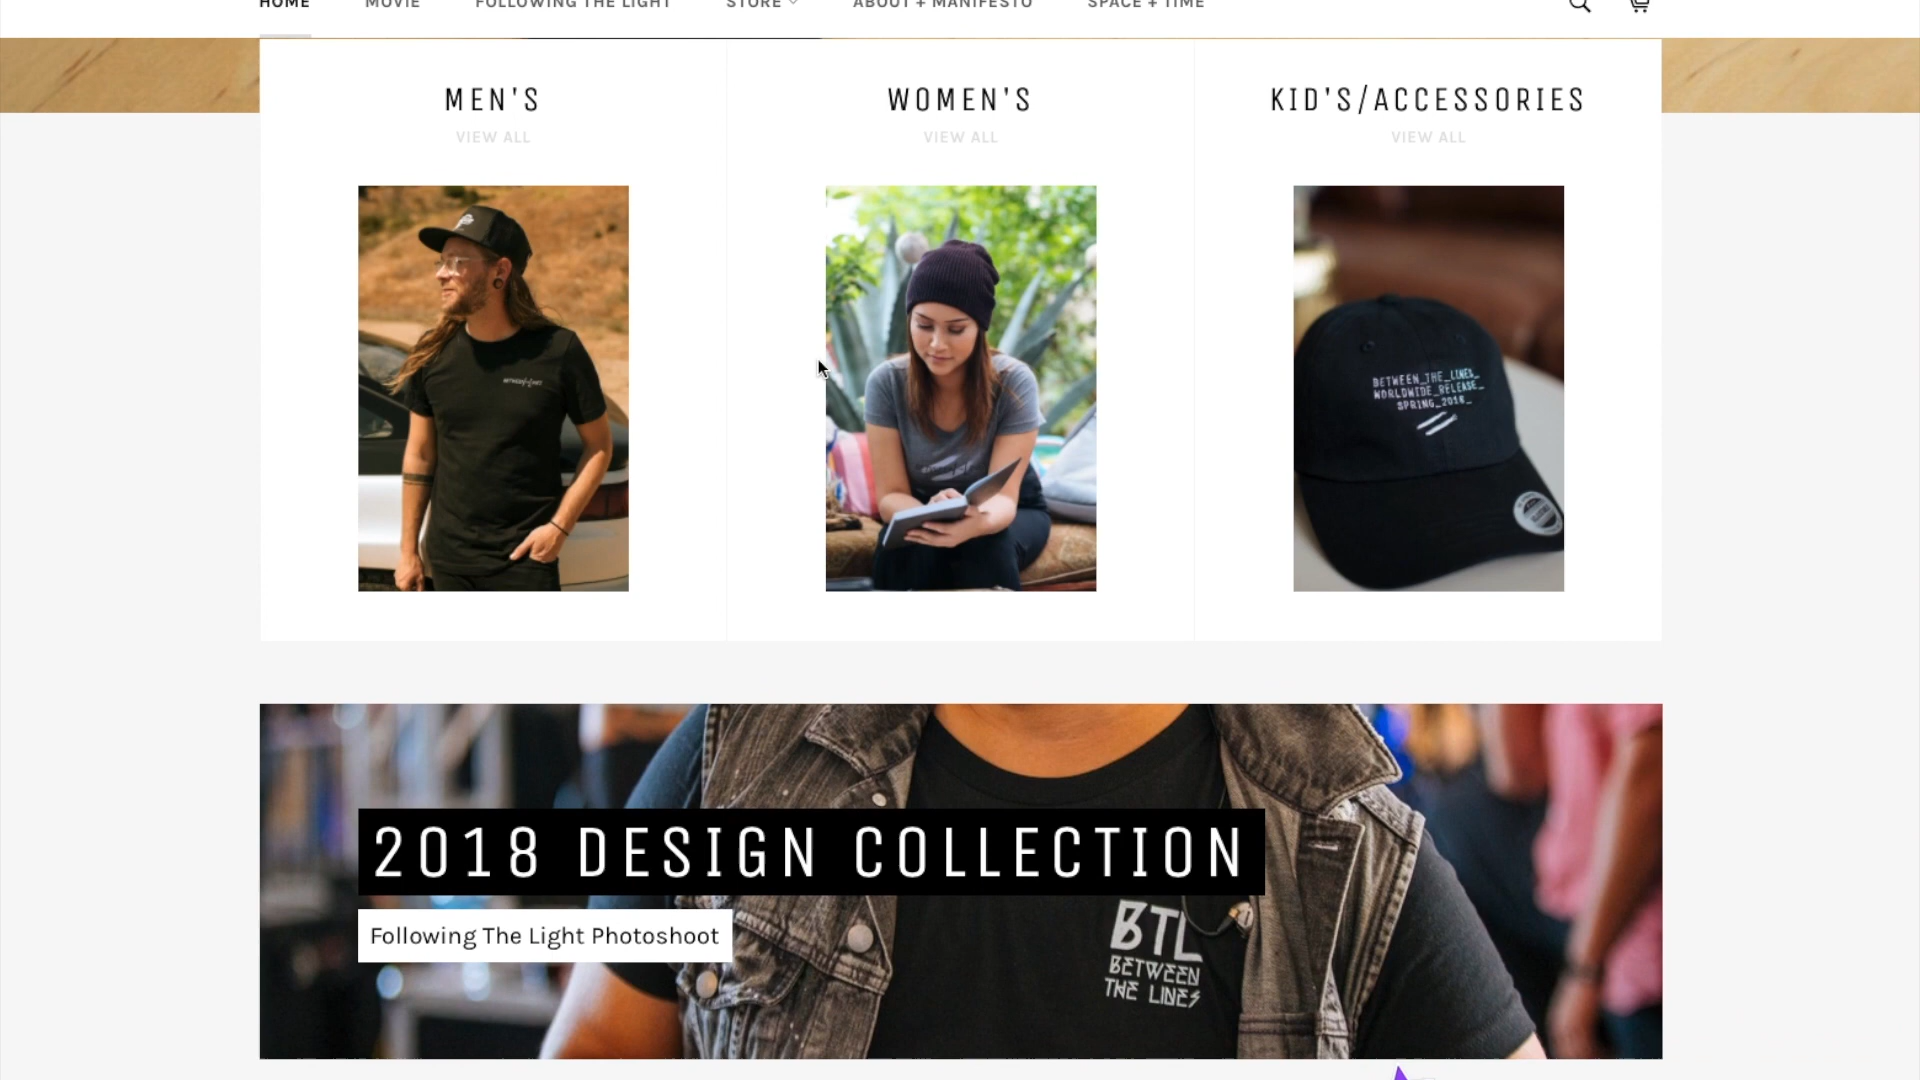 HOME MOVIE FOLLOWING THE LIGHT STORE ABOUT + MANIFESTO SPACE + TIME
MEN'S
VIEW ALL
WOMEN'S
VIEW ALL
KID'S/ACCESSORIES
VIEW ALL
BETWEEN_THE_LINES_
WORLDWIDE_RELEASE_
SPRING_2018_
2018 DESIGN COLLECTION
Following The Light Photoshoot
BTL
BETWEEN
THE LINES